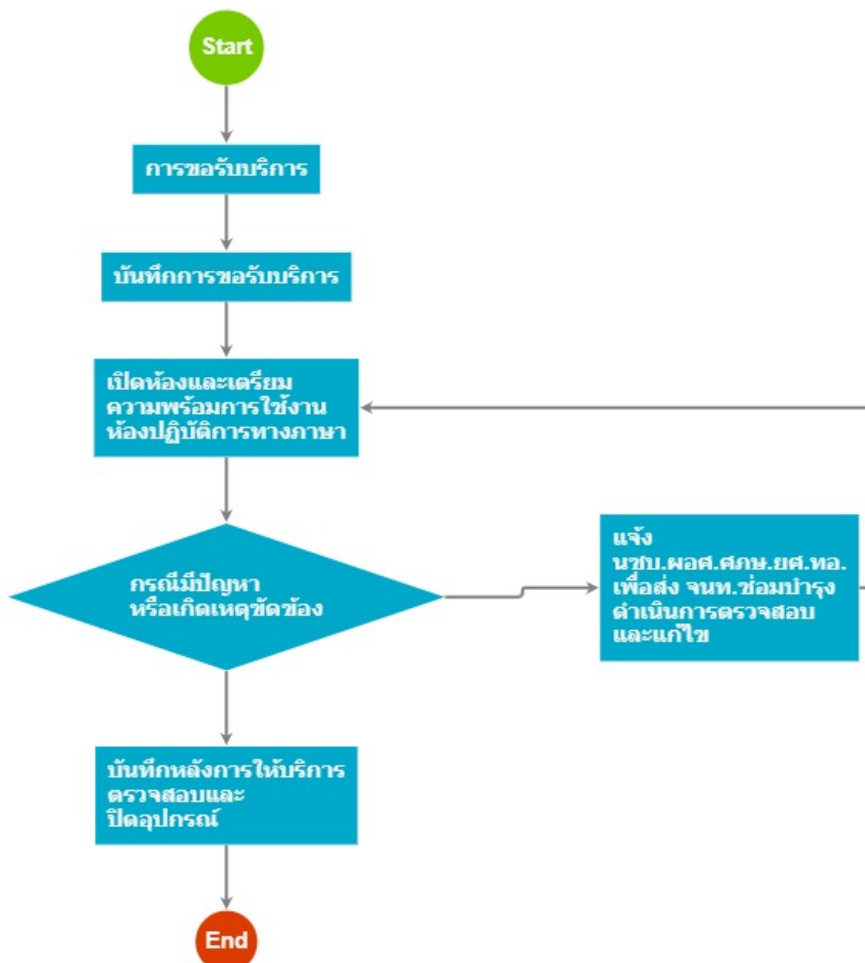 Start
การขอรับบริการ
บันทึกการขอรับบริการ
เปิดห้องและเตรียม
ความพร้อมการใช้งาน
ห้องปฏิบัติการทางภาษา
กรณีมีปัญหา
หรือเกิดเหตุขัดข้อง
แจ้ง
นชบ.ผอศ.ศภษ.ยศ.ทอ.
เพื่อส่ง จนท.ซ่อมบำรุง
ดำเนินการตรวจสอบ
และแก้ไข
บันทึกหลังการให้บริการ
ตรวจสอบและ
ปิดอุปกรณ์
End